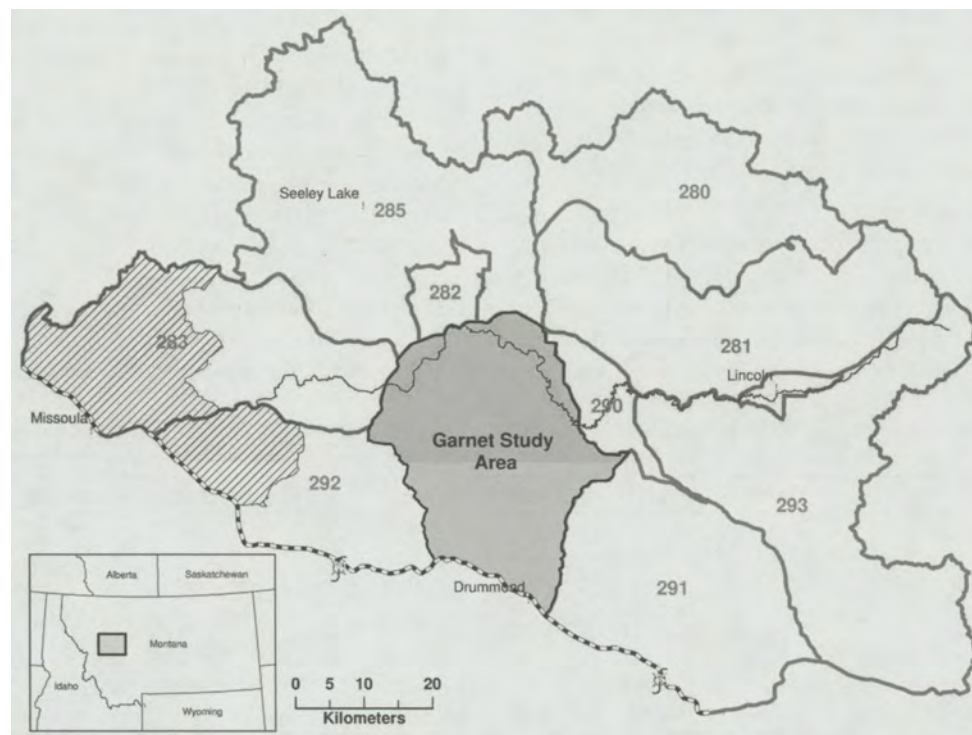 280
Seeley Lake
285
282
283
281
Lincoln
290
Missoula
Garnet Study
Area
292
293
Drummond
291
Alberta
Saskatchewan
Montana
Idaho
Wyoming
0 5 10 20
Kilometers